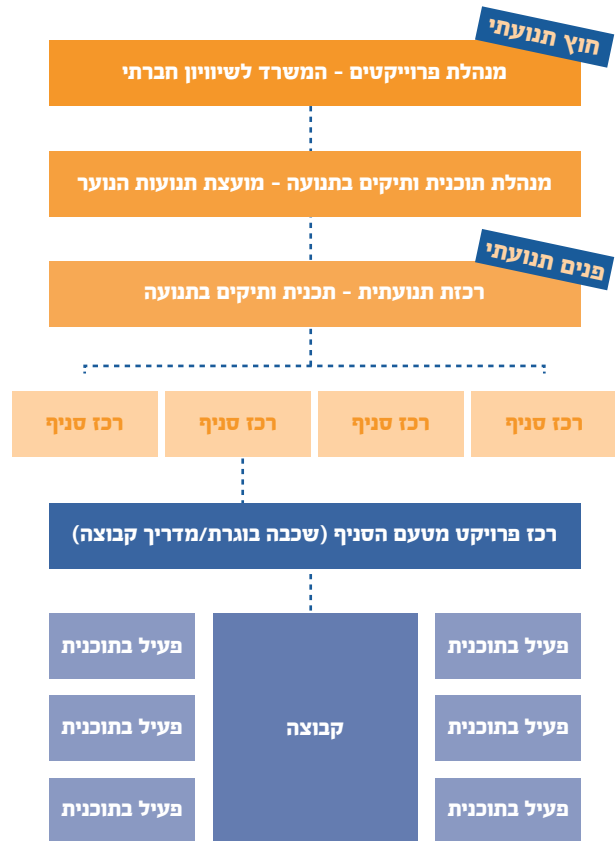 חוץ תנועתי
מנהלת פרוייקטים - המשרד לשיוויון חברתי
מנהלת תוכנית ותיקים בתנועה - מועצת תנועות הנוער
פנים תנועתי
רכזת תנועתית - תכנית ותיקים בתנועה
רכז סניף
רכז סניף
רכז סניף
רכז סניף
רכז פרויקט מטעם הסניף (שכבה בוגרת/מדריך קבוצה)
פעיל בתוכנית
פעיל בתוכנית
קבוצה
פעיל בתוכנית
פעיל בתוכנית
פעיל בתוכנית
פעיל בתוכנית